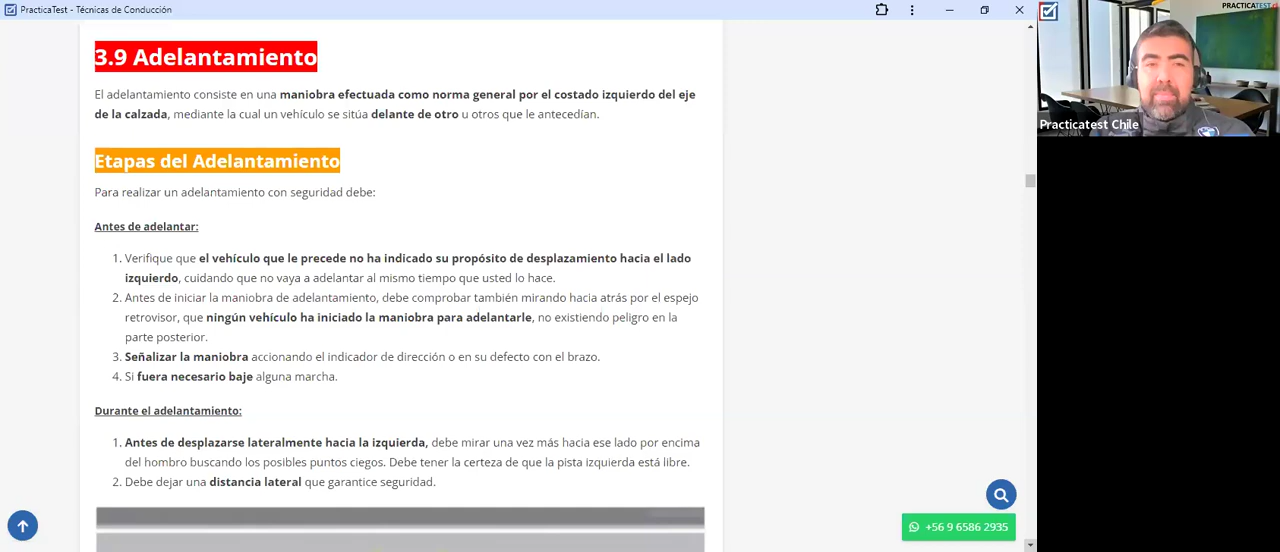 PracticaTest - Técnicas de Conducción
PRACTICATEST.cl
3.9 Adelantamiento
El adelantamiento consiste en una maniobra efectuada como norma general por el costado izquierdo del eje
de la calzada, mediante la cual un vehículo se sitúa delante de otro u otros que le antecedían.
Practicatest Chile
Etapas del Adelantamiento
Para realizar un adelantamiento con seguridad debe:
Antes de adelantar:
1. Verifique que el vehículo que le precede no ha indicado su propósito de desplazamiento hacia el lado
izquierdo, cuidando que no vaya a adelantar al mismo tiempo que usted lo hace.
2. Antes de iniciar la maniobra de adelantamiento, debe comprobar también mirando hacia atrás por el espejo
retrovisor, que ningún vehículo ha iniciado la maniobra para adelantarle, no existiendo peligro en la
parte posterior.
3. Señalizar la maniobra accionando el indicador de dirección o en su defecto con el brazo.
4. Si fuera necesario baje alguna marcha.
Durante el adelantamiento:
1. Antes de desplazarse lateralmente hacia la izquierda, debe mirar una vez más hacia ese lado por encima
del hombro buscando los posibles puntos ciegos. Debe tener la certeza de que la pista izquierda está libre.
2. Debe dejar una distancia lateral que garantice seguridad.
+56 9 6586 2935